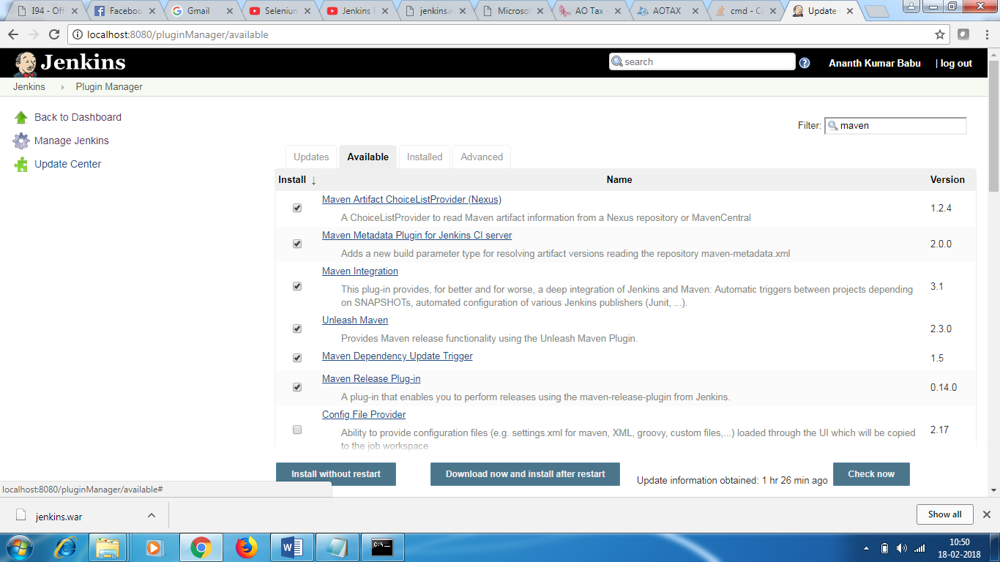 I94 - Off
Faceboo
Gmail
Seleniun
Jenkins E
jenkins.w
Microsof
AO Tax -
AOTAX
cmd - Co
Update
localhost:8080/pluginManager/available
Jenkins
search
Ananth Kumar Babu
| log out
Jenkins
Plugin Manager
Back to Dashboard
Manage Jenkins
Update Center
Filter:
maven
Updates
Available
Installed
Advanced
Install ↓
Name
Version
Maven Artifact ChoiceListProvider (Nexus)
A ChoiceListProvider to read Maven artifact information from a Nexus repository or MavenCentral
1.2.4
Maven Metadata Plugin for Jenkins CI server
Adds a new build parameter type for resolving artifact versions reading the repository maven-metadata.xml
2.0.0
Maven Integration
This plug-in provides, for better and for worse, a deep integration of Jenkins and Maven: Automatic triggers between projects depending
on SNAPSHOTs, automated configuration of various Jenkins publishers (Junit, ...).
3.1
Unleash Maven
Provides Maven release functionality using the Unleash Maven Plugin.
2.3.0
Maven Dependency Update Trigger
1.5
Maven Release Plug-in
A plug-in that enables you to perform releases using the maven-release-plugin from Jenkins.
0.14.0
Config File Provider
Ability to provide configuration files (e.g. settings.xml for maven, XML, groovy, custom files,...) loaded through the UI which will be copied
to the job workspace
2.17
Install without restart
Download now and install after restart
Update information obtained: 1 hr 26 min ago
Check now
localhost:8080/pluginManager/available#
jenkins.war
Show all
10:50
18-02-2018